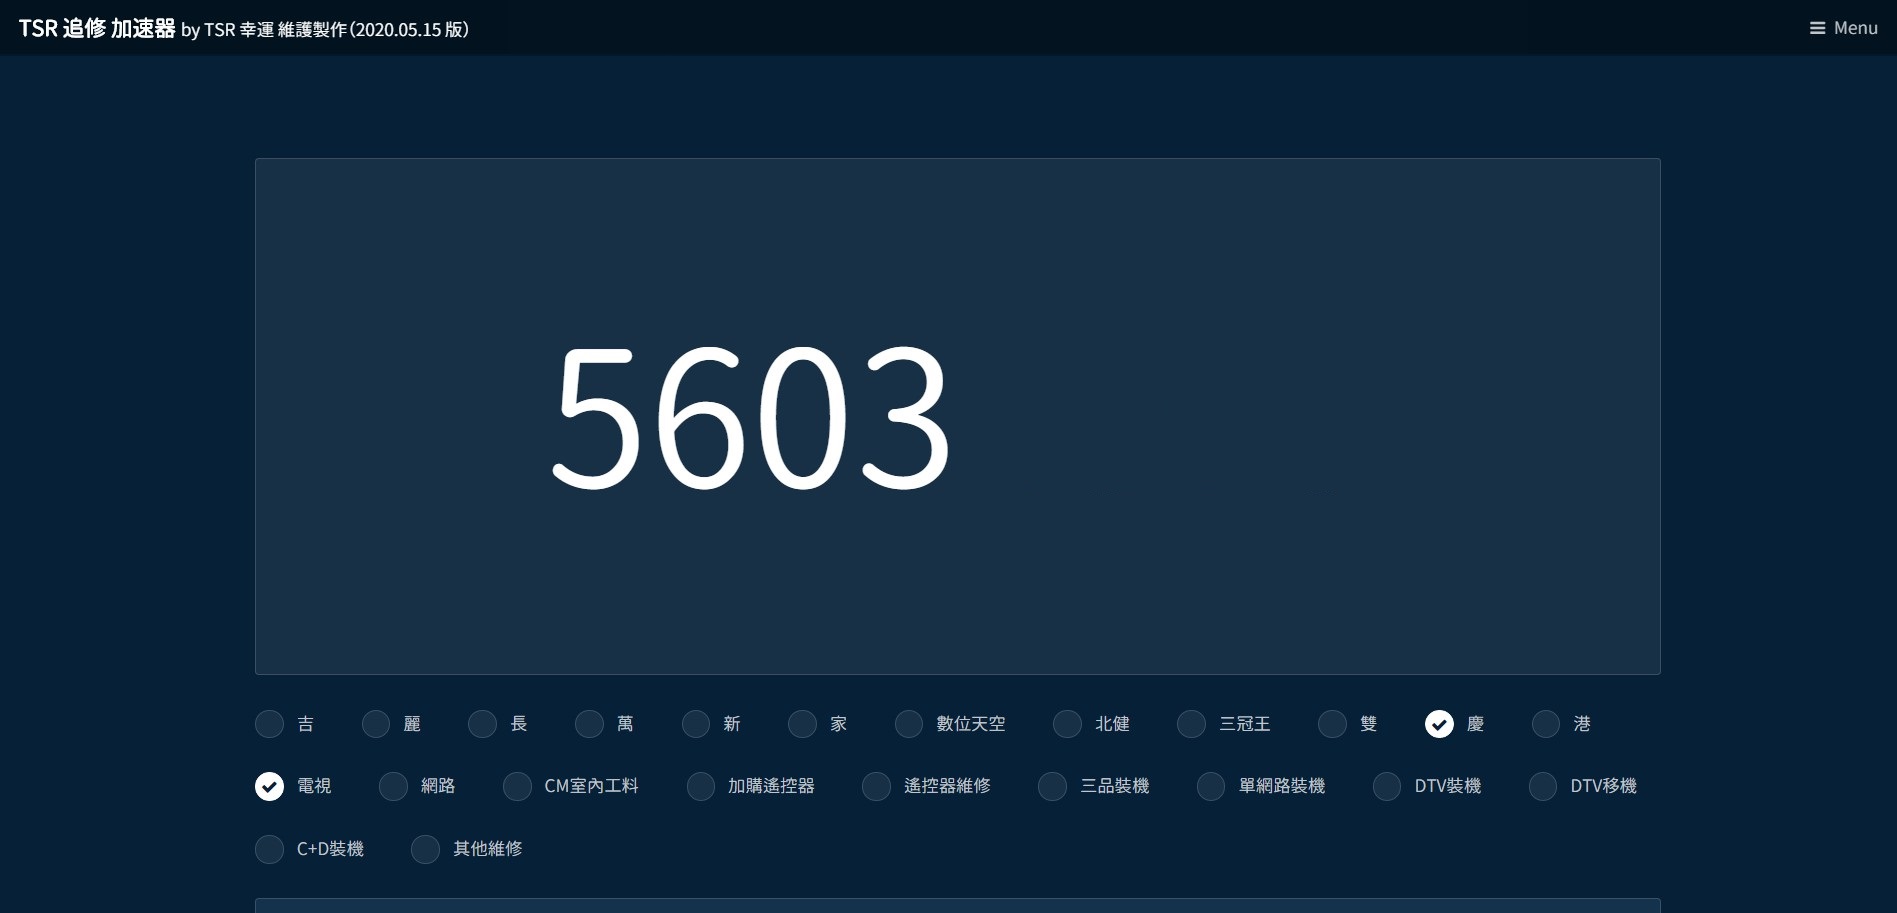 TSR 追修 加速器 by TSR 幸運 維護製作（2020.05.15 版） Menu
5603
吉 麗 長 萬 新 家 數位天空 北健 三冠王 雙 慶 港
電視 網路 CM室內工料 加購遙控器 遙控器維修 三品裝機 單網路裝機 DTV裝機 DTV移機
C+D裝機 其他維修